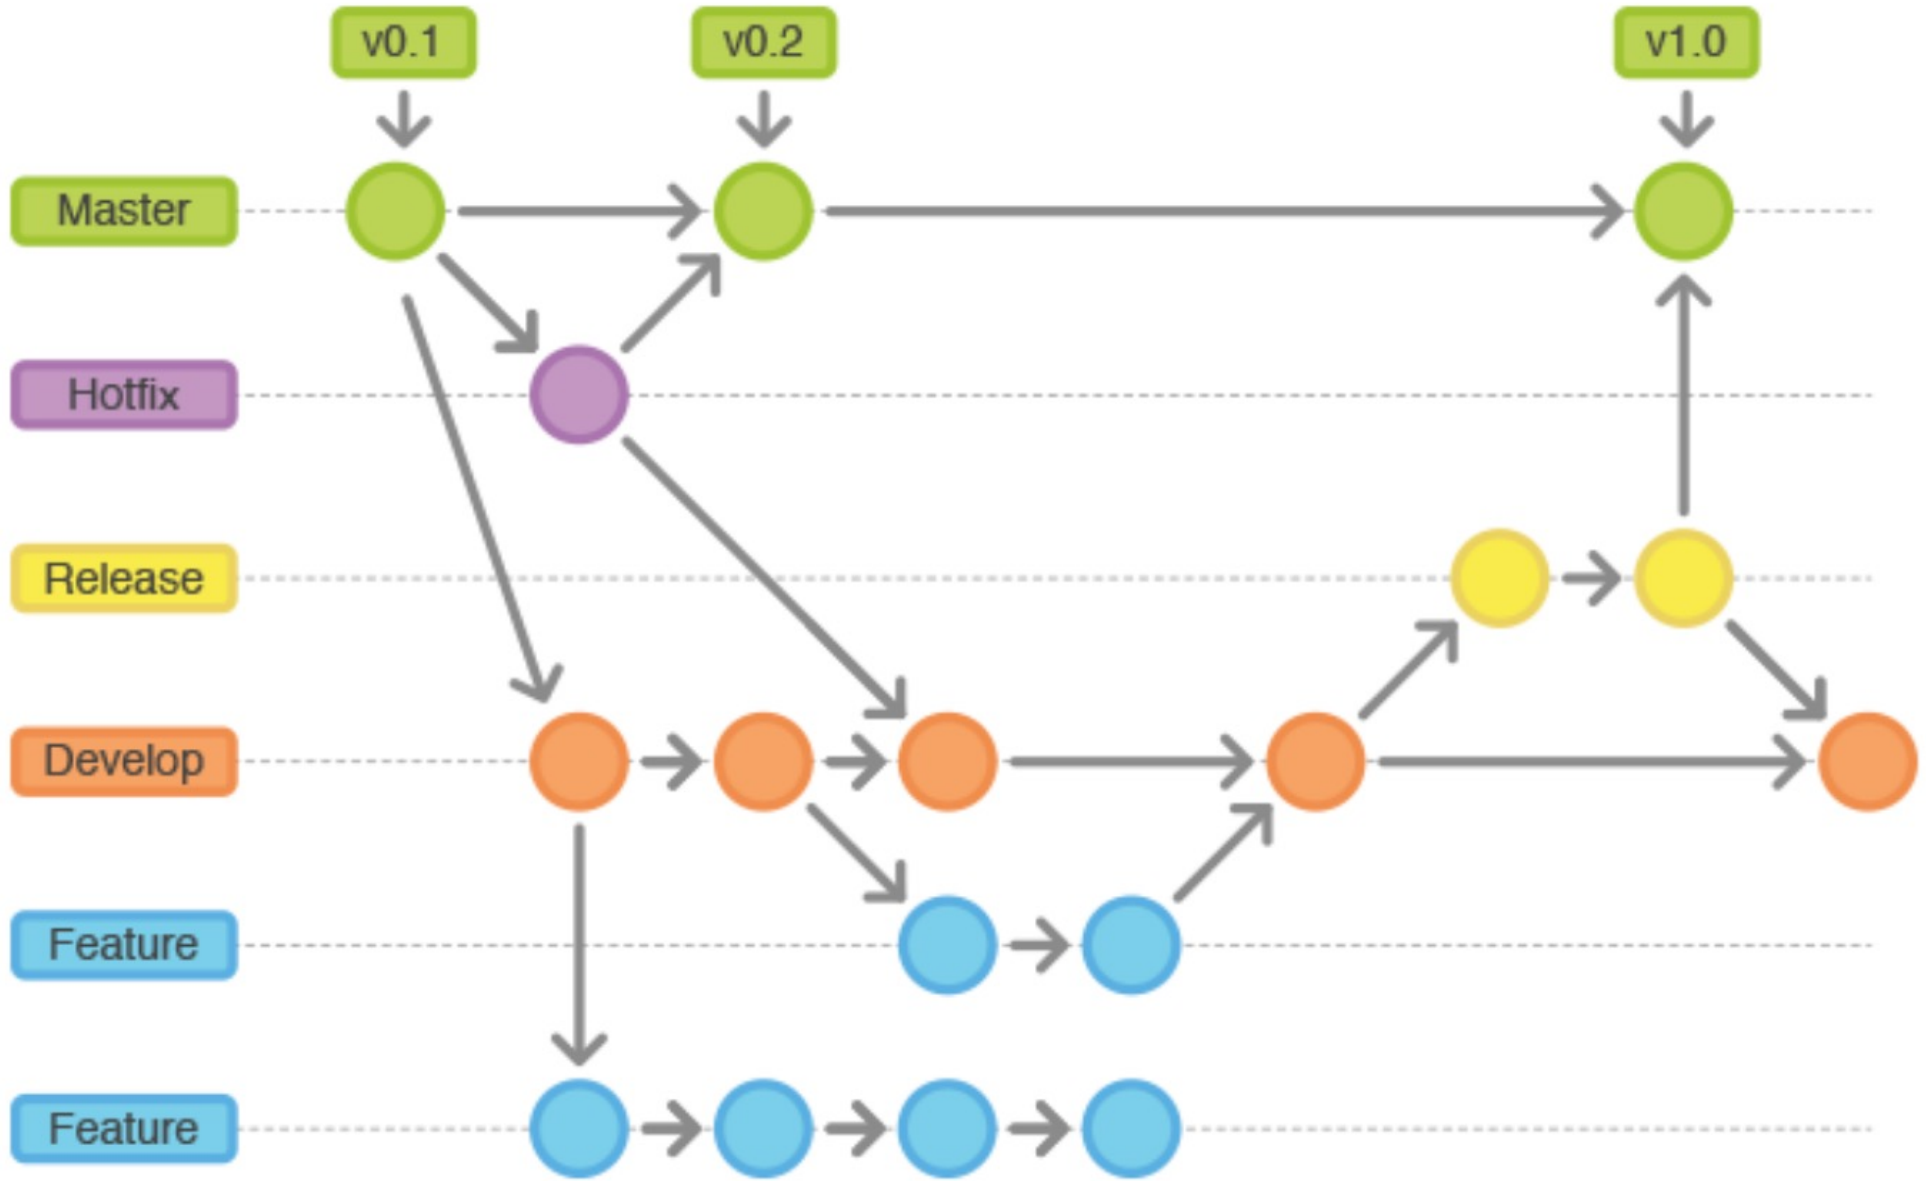 v0.1
v0.2
v1.0
Master
Hotfix
Release
Develop
Feature
Feature